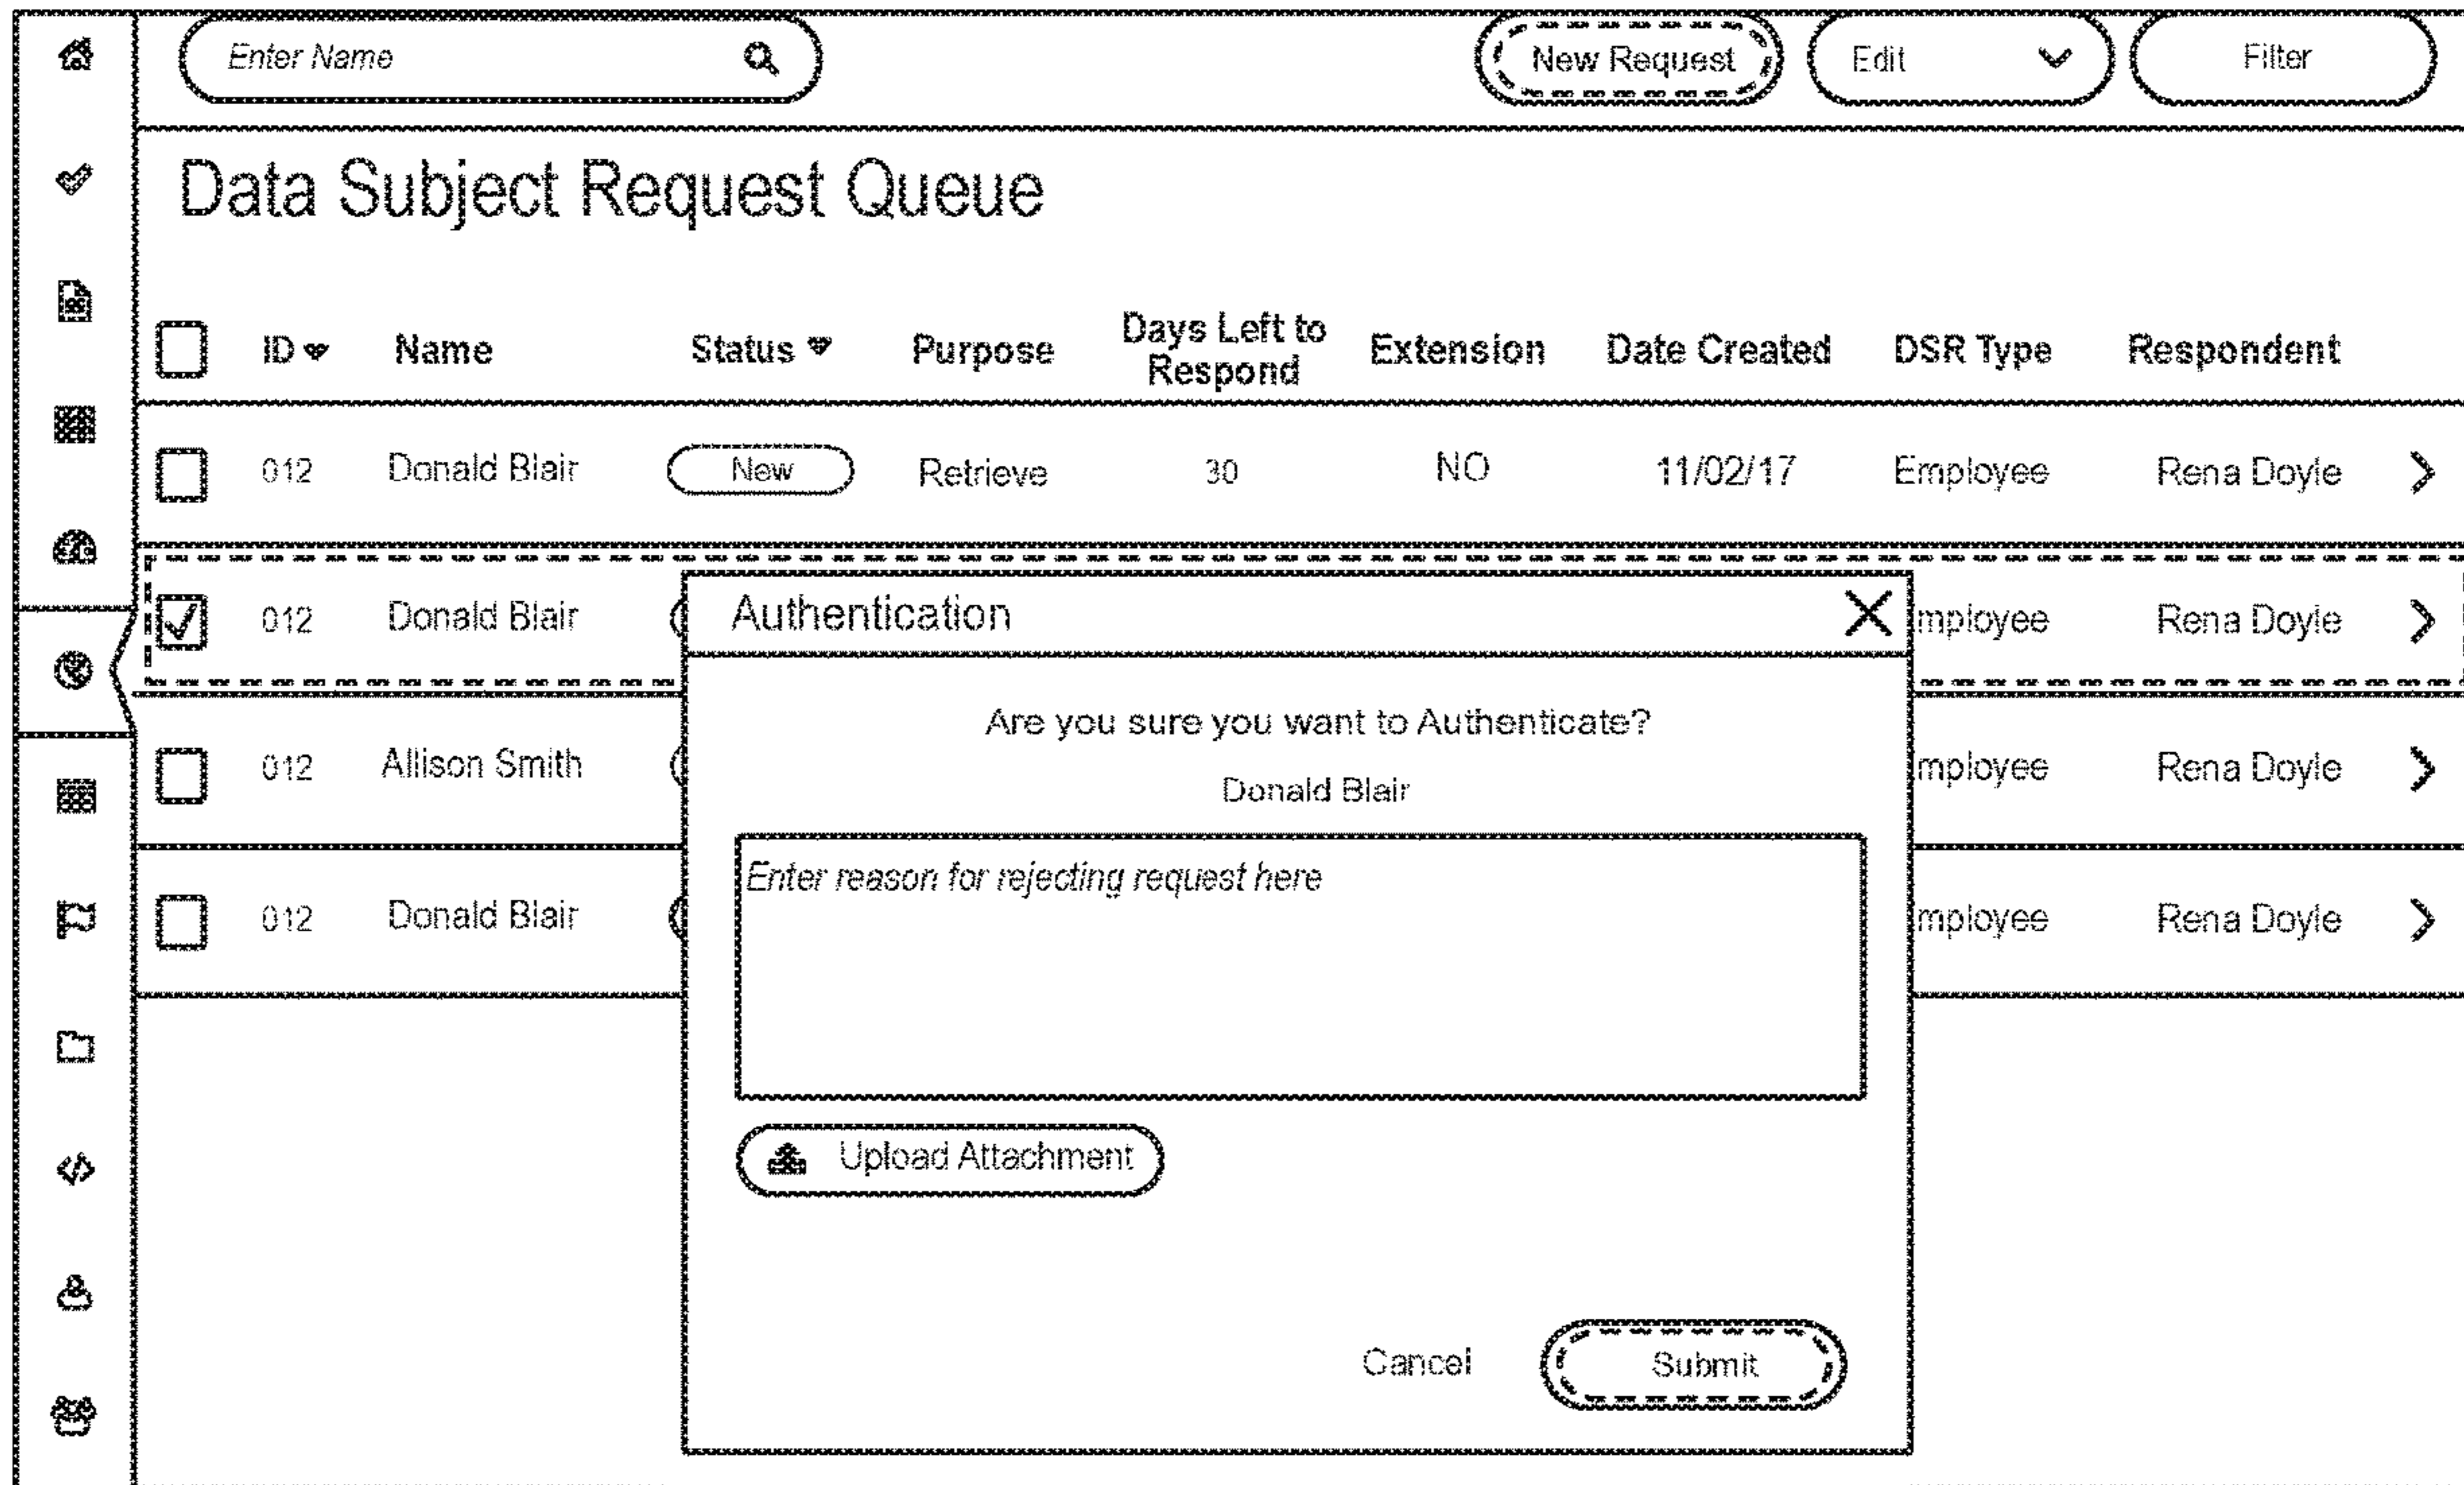 Enter Name
New Request
Edit
Filter
Data Subject Request Queue
ID Name Status Purpose Days Left to Respond Extension Date Created DSR Type Respondent
012 Donald Blair New Retrieve 30 NO 11/02/17 Employee Rena Doyle
012 Donald Blair mployee Rena Doyle
Authentication
Are you sure you want to Authenticate?
Donald Blair
012 Allison Smith mployee Rena Doyle
Enter reason for rejecting request here
012 Donald Blair mployee Rena Doyle
Upload Attachment
Cancel
Submit